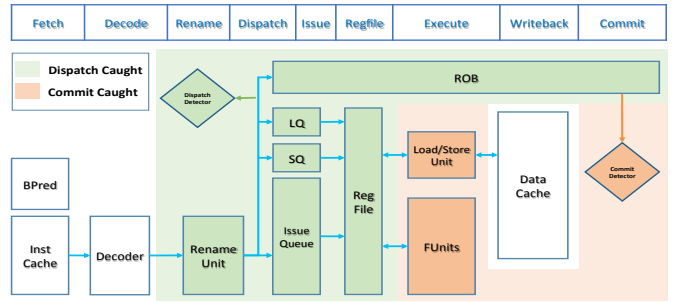 Fetch
Decode
Rename
Dispatch
Issue
Regfile
Execute
Writeback
Commit
Dispatch Caught
Commit Caught
Dispatch
Detector
ROB
LQ
SQ
Issue
Queue
Reg
File
Load/Store
Unit
FUnits
Data
Cache
Commit
Detector
BPred
Inst
Cache
Decoder
Rename
Unit